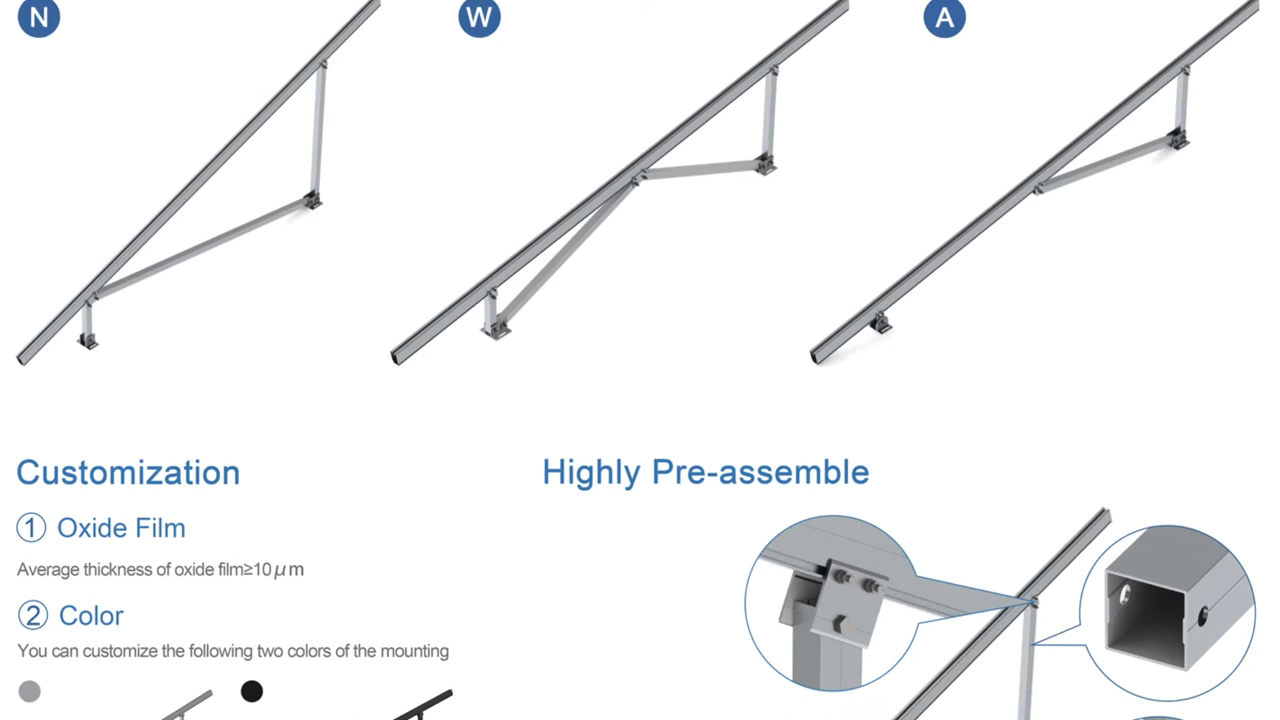 N
W
A
Customization
Highly Pre-assemble
① Oxide Film
Average thickness of oxide film≥10μm
② Color
You can customize the following two colors of the mounting